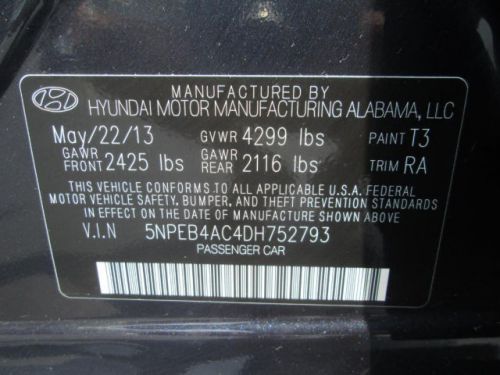 MANUFACTURED BY
HYUNDAI MOTOR MANUFACTURING ALABAMA, LLC
May/22/13 GVWR 4299 lbs PAINT T3
GAWR FRONT 2425 lbs GAWR REAR 2116 lbs TRIM RA
THIS VEHICLE CONFORMS TO ALL APPLICABLE U.S.A. FEDERAL
MOTOR VEHICLE SAFETY, BUMPER, AND THEFT PREVENTION STANDARDS
IN EFFECT ON THE DATE OF MANUFACTURE SHOWN ABOVE.
V.I.N 5NPEB4AC4DH752793
PASSENGER CAR